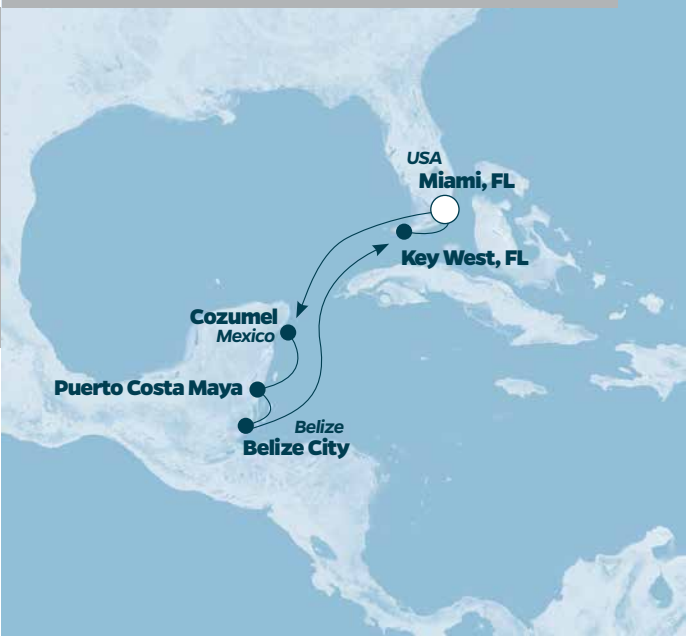 USA
Miami, FL
Key West, FL
Cozumel
Mexico
Puerto Costa Maya
Belize
Belize City